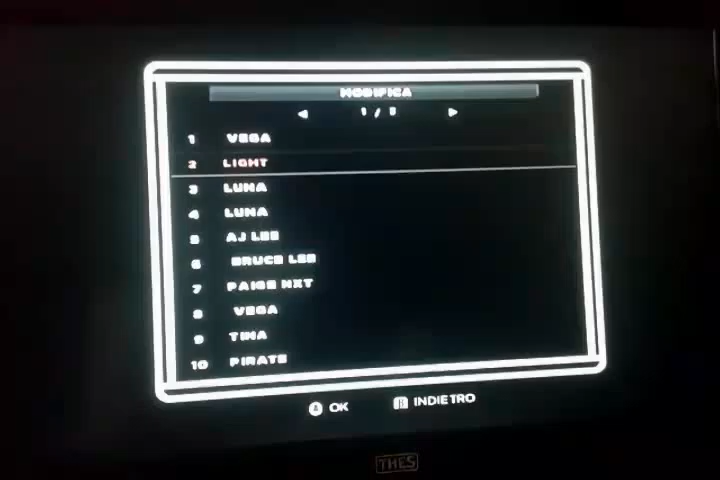 MODIFICA
1 / 5
1 VEGA
2 LIGHT
3 LUNA
4 LUNA
5 AJ LEE
6 BRUCE LEE
7 PAIGE NXT
8 VEGA
9 TINA
10 PIRATE
A OK
B INDIETRO
THES